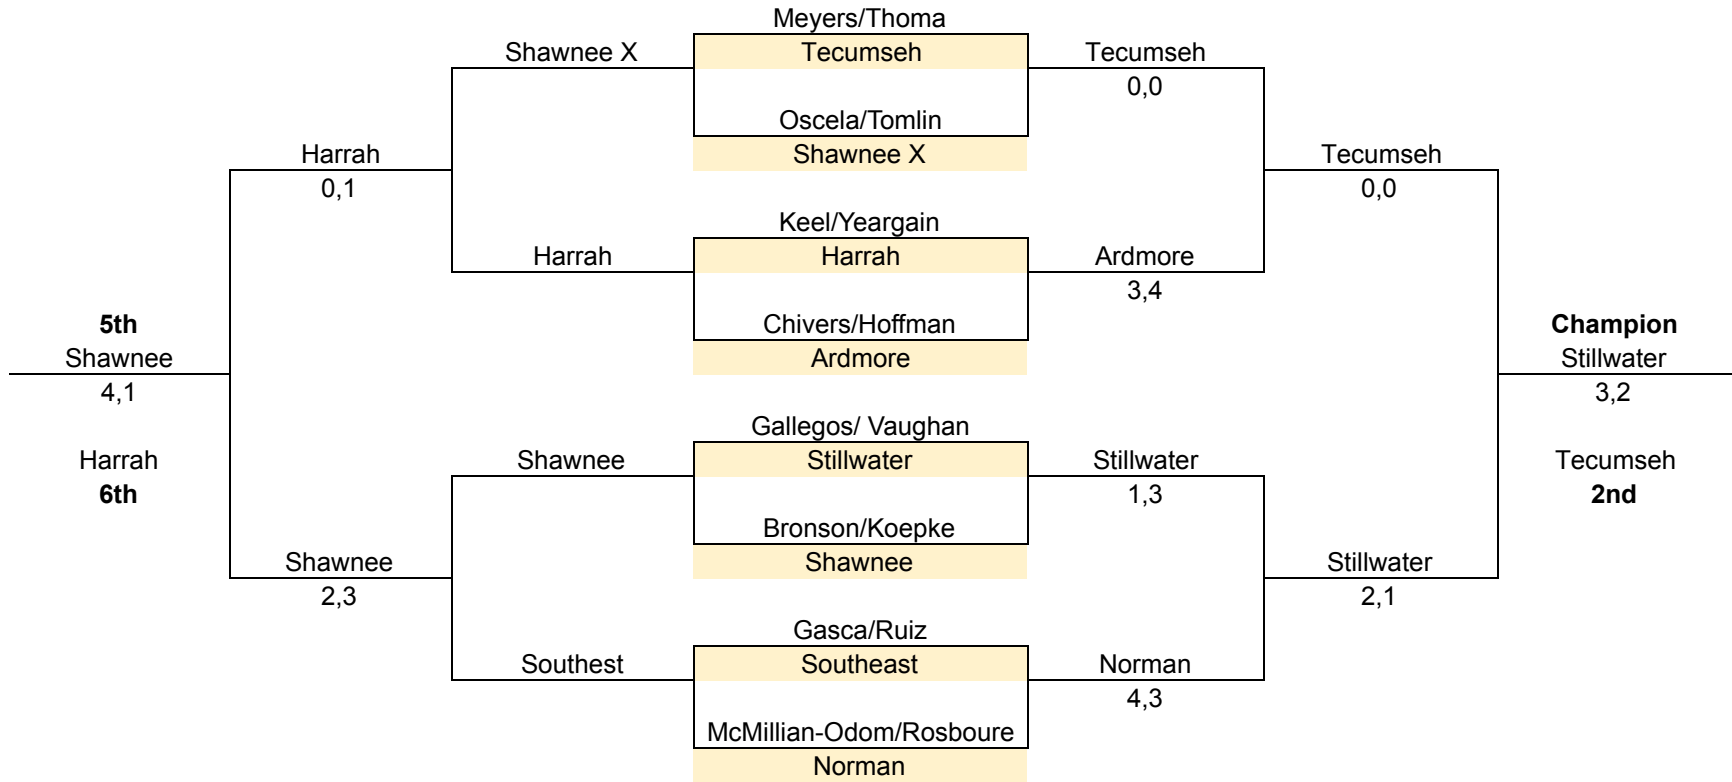 Meyers/Thoma
Shawnee X
Tecumseh
Tecumseh
0,0
Oscela/Tomlin
Harrah
Shawnee X
Tecumseh
0,1
0,0
Keel/Yeargain
Harrah
Harrah
Ardmore
3,4
5th
Chivers/Hoffman
Champion
Shawnee
Ardmore
Stillwater
4,1
3,2
Gallegos/ Vaughan
Harrah
Shawnee
Stillwater
Stillwater
Tecumseh
6th
1,3
2nd
Bronson/Koepke
Shawnee
Shawnee
Stillwater
2,3
2,1
Gasca/Ruiz
Southest
Southeast
Norman
4,3
McMillian-Odom/Rosboure
Norman